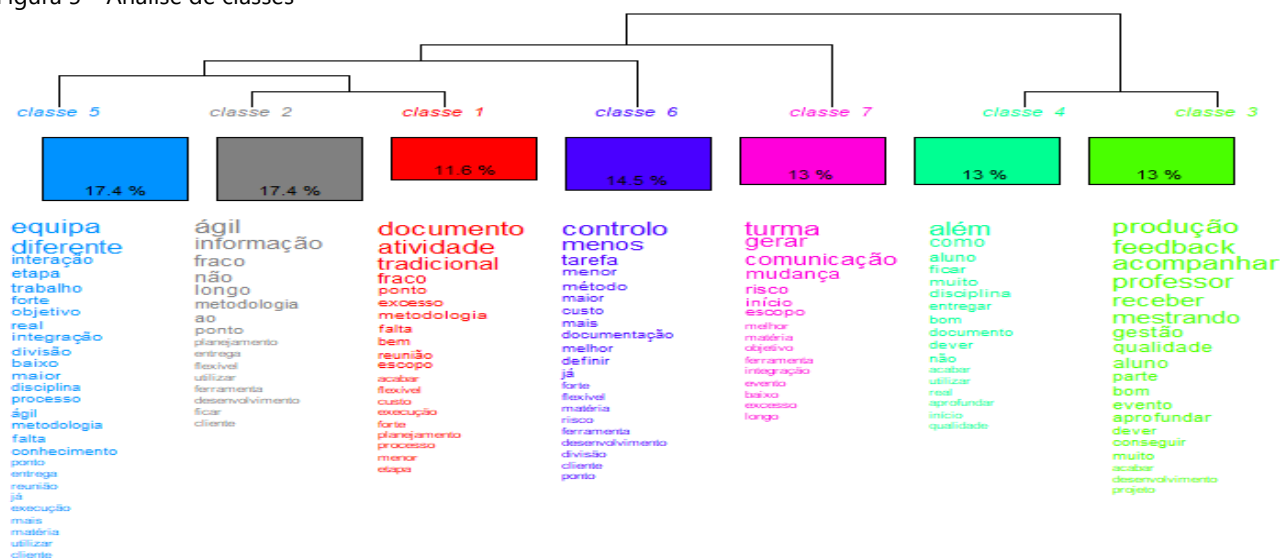 Figura 3 – Análise de classes
classe 5
classe 2
classe 1
classe 6
classe 7
classe 4
classe 3
17.4 %
17.4 %
11.6 %
14.5 %
13 %
13 %
13 %
equipa
diferente
interação
etapa
trabalho
forte
objetivo
real
integração
divisão
baixo
maior
disciplina
processo
ágil
metodologia
falta
conhecimento
ponto
entrega
reunião
já
execução
mais
matéria
utilizar
cliente
ágil
informação
fraco
não
longo
metodologia
ao
ponto
planejamento
entrega
flexível
utilizar
ferramenta
desenvolvimento
ficar
cliente
documento
atividade
tradicional
fraco
ponto
excesso
metodologia
falta
bem
reunião
escopo
acabar
flexível
custo
execução
forte
planejamento
processo
menor
etapa
controlo
menos
tarefa
menor
método
maior
custo
mais
documentação
melhor
definir
já
forte
flexível
matéria
risco
ferramenta
desenvolvimento
divisão
cliente
ponto
turma
gerar
comunicação
mudança
risco
início
escopo
melhor
matéria
objetivo
ferramenta
integração
evento
baixo
excesso
longo
além
como
aluno
ficar
muito
disciplina
entregar
bom
documento
dever
não
acabar
utilizar
real
aprofundar
início
qualidade
produção
feedback
acompanhar
professor
receber
mestrando
gestão
qualidade
aluno
parte
bom
evento
aprofundar
dever
conseguir
muito
acabar
desenvolvimento
projeto